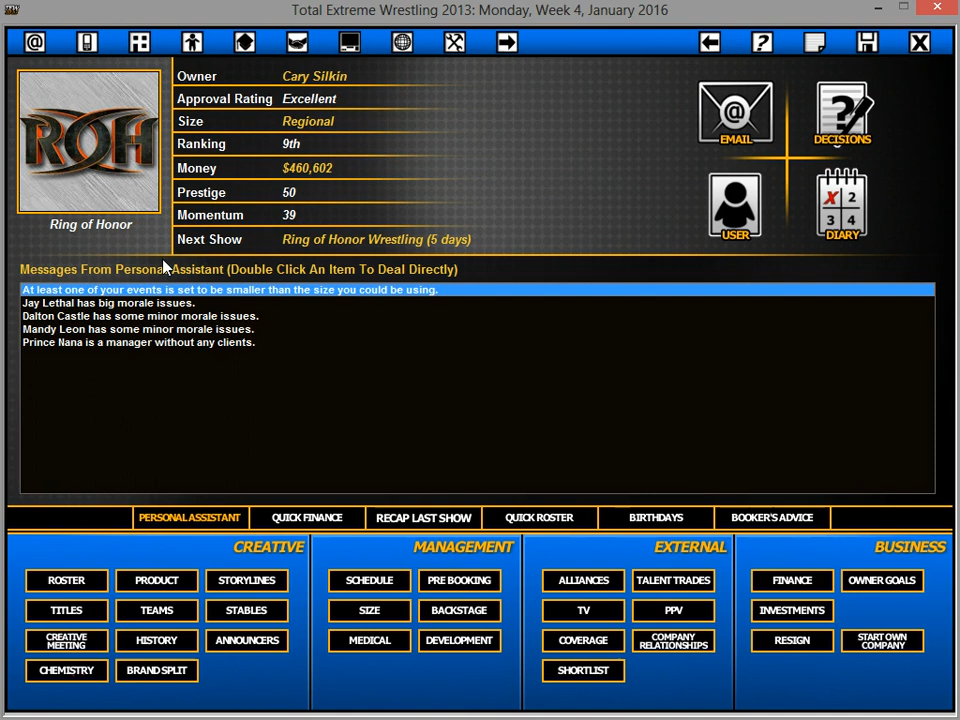 Total Extreme Wrestling 2013: Monday, Week 4, January 2016
ROH
Ring of Honor
Owner Cary Silkin
Approval Rating Excellent
Size Regional
Ranking 9th
Money $460,602
Prestige 50
Momentum 39
Next Show Ring of Honor Wrestling (5 days)
EMAIL
DECISIONS
USER
X 2
3 4
DIARY
Messages From Personal Assistant (Double Click An Item To Deal Directly)
At least one of your events is set to be smaller than the size you could be using.
Jay Lethal has big morale issues.
Dalton Castle has some minor morale issues.
Mandy Leon has some minor morale issues.
Prince Nana is a manager without any clients.
PERSONAL ASSISTANT QUICK FINANCE RECAP LAST SHOW QUICK ROSTER BIRTHDAYS BOOKER'S ADVICE
CREATIVE
ROSTER PRODUCT STORYLINES
TITLES TEAMS STABLES
CREATIVE MEETING HISTORY ANNOUNCERS
CHEMISTRY BRAND SPLIT
MANAGEMENT
SCHEDULE PRE BOOKING
SIZE BACKSTAGE
MEDICAL DEVELOPMENT
EXTERNAL
ALLIANCES TALENT TRADES
TV PPV
COVERAGE COMPANY RELATIONSHIPS
SHORTLIST
BUSINESS
FINANCE OWNER GOALS
INVESTMENTS
RESIGN START OWN COMPANY